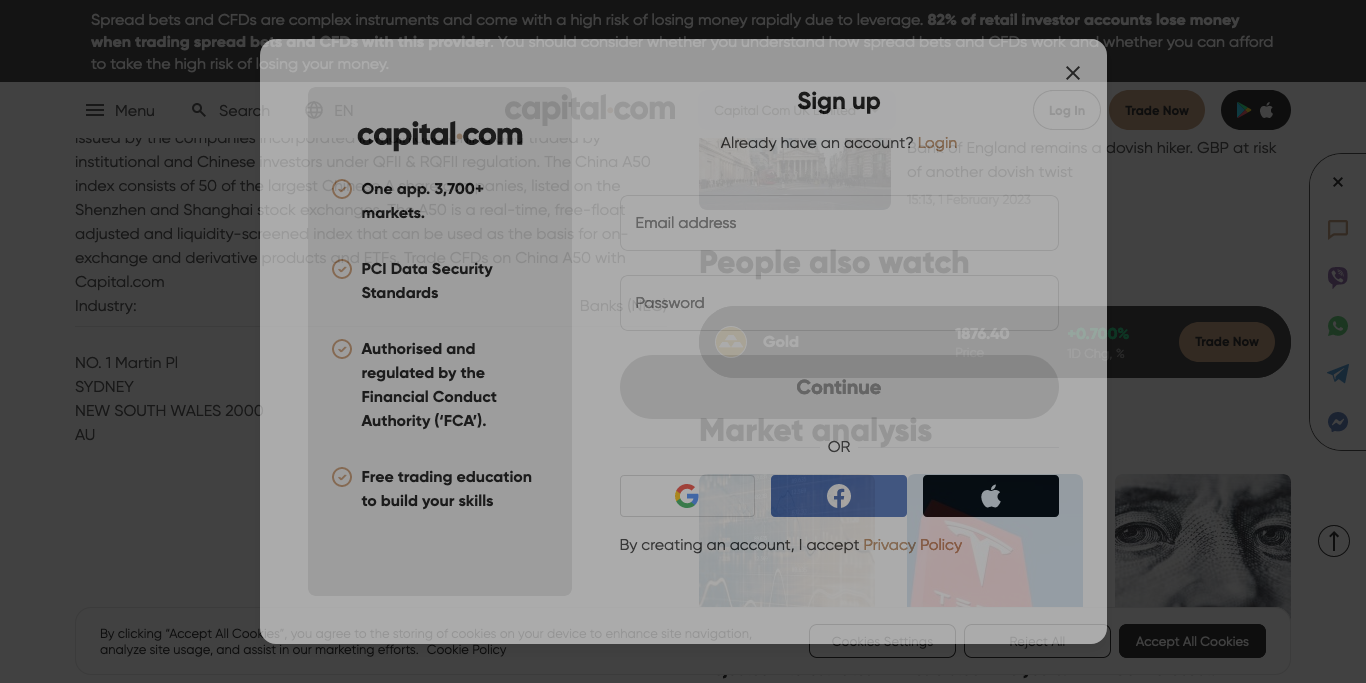 Spread bets and CFDs are complex instruments and come with a high risk of losing money rapidly due to leverage. 82% of retail investor accounts lose money
when trading spread bets and CFDs with this provider. You should consider whether you understand how spread bets and CFDs work and whether you can afford
to take the high risk of losing your money.
Menu
Search
EN
capital.com
Capital Com UK Limited
Log In
Trade Now
issued by the companies incorporated traded by
institutional and Chinese investors under QFII & RQFII regulation. The China A50
index consists of 50 of the largest companies, listed on the
Shenzhen and Shanghai stock exchanges. The A50 is a real-time, free-float
adjusted and liquidity-screened index that can be used as the basis for on-
exchange and derivative products and ETFs. Trade CFDs on China A50 with
Capital.com
Industry:
Banks
NO. 1 Martin Pl
SYDNEY
NEW SOUTH WALES 2000
AU
capital.com
One app. 3,700+
markets.
PCI Data Security
Standards
Authorised and
regulated by the
Financial Conduct
Authority (‘FCA’).
Free trading education
to build your skills
Sign up
Already have an account? Login
Email address
Password
Continue
OR
By creating an account, I accept Privacy Policy
Bank of England remains a dovish hiker. GBP at risk
of another dovish twist
15:13, 1 February 2023
People also watch
Gold
1876.40
Price
+0.700%
1D Chg, %
Trade Now
Market analysis
By clicking “Accept All Cookies”, you agree to the storing of cookies on your device to enhance site navigation,
analyze site usage, and assist in our marketing efforts. Cookie Policy
Cookies Settings
Reject All
Accept All Cookies